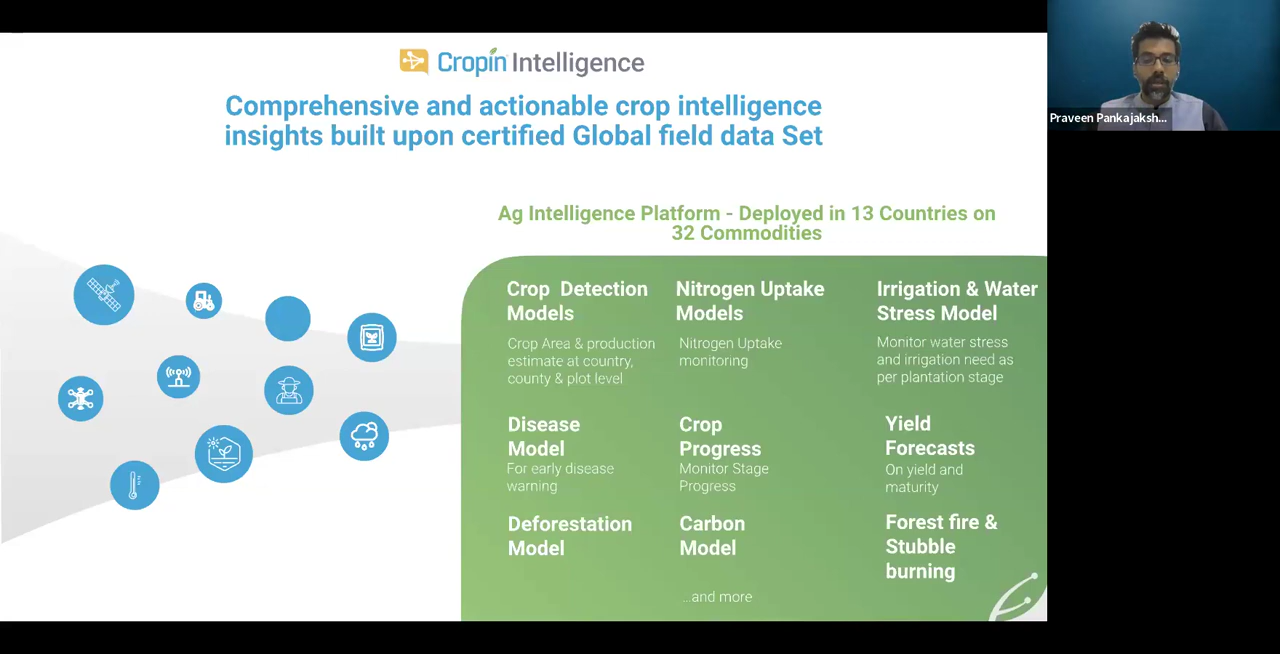 Cropin Intelligence
Comprehensive and actionable crop intelligence
insights built upon certified Global field data Set
Praveen Pankajaksh...
Ag Intelligence Platform - Deployed in 13 Countries on
32 Commodities
Crop Detection
Models
Crop Area & production
estimate at country,
county & plot level
Nitrogen Uptake
Models
Nitrogen Uptake
monitoring
Irrigation & Water
Stress Model
Monitor water stress
and irrigation need as
per plantation stage
Disease
Model
For early disease
warning
Crop
Progress
Monitor Stage
Progress
Yield
Forecasts
On yield and
maturity
Deforestation
Model
Carbon
Model
Forest fire &
Stubble
burning
...and more